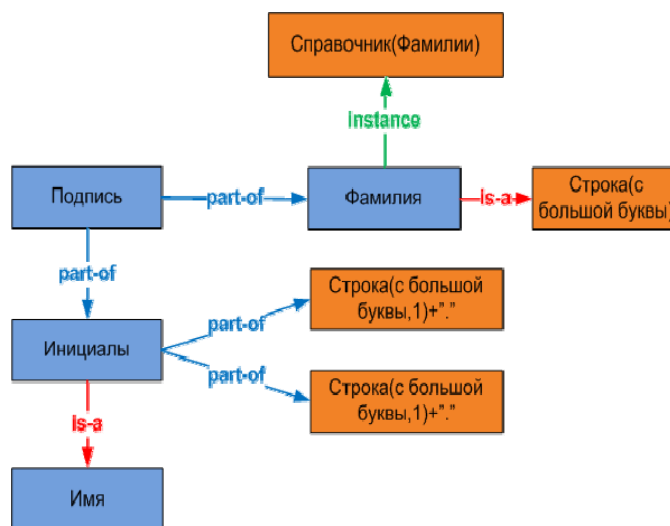 Справочник(Фамилии)
instance
Подпись
part-of
Фамилия
is-a
Строка(с
большой буквы)
part-of
Строка(с большой
буквы,1)+"."
part-of
Инициалы
part-of
Строка(с большой
буквы,1)+"."
is-a
Имя